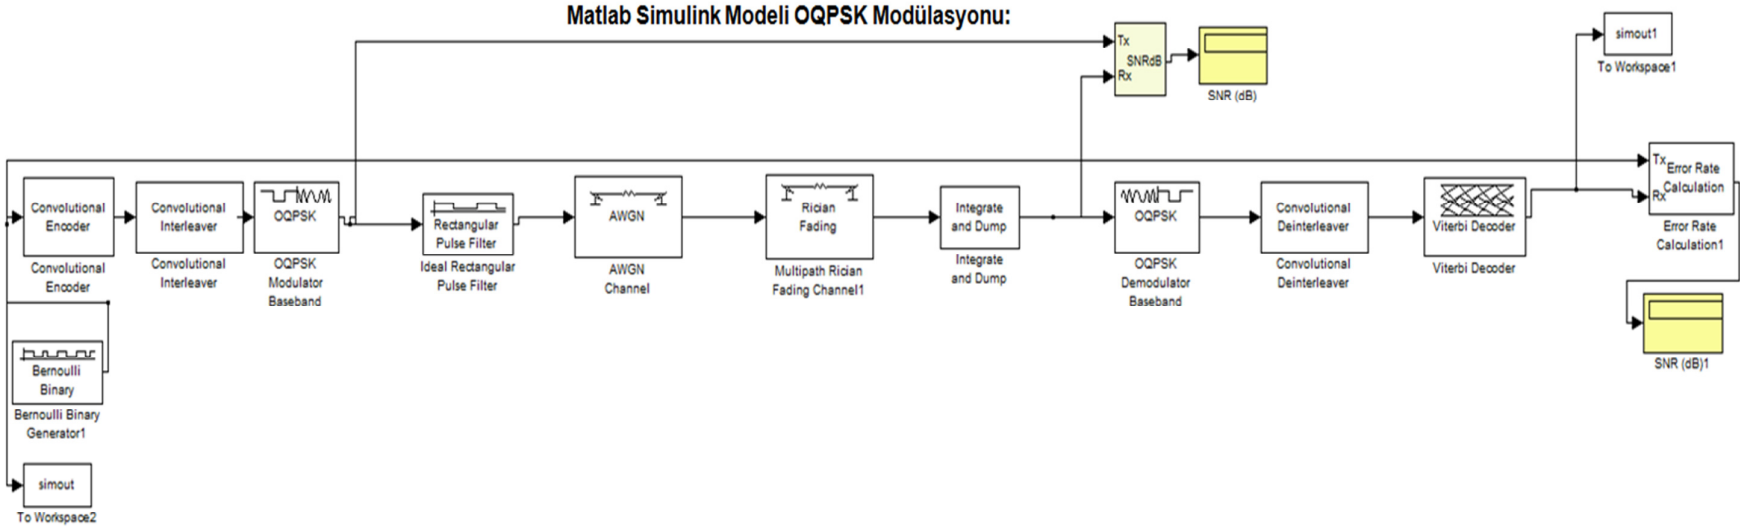 Matlab Simulink Modeli OQPSK Modülasyonu:
Tx
SNRdB
Rx
SNR (dB)
simout1
To Workspace1
Convolutional
Encoder
Convolutional
Encoder
Convolutional
Interleaver
Convolutional
Interleaver
OQPSK
OQPSK
Modulator
Baseband
Rectangular
Pulse Filter
Ideal Rectangular
Pulse Filter
AWGN
AWGN
Channel
Rician
Fading
Multipath Rician
Fading Channel1
Integrate
and Dump
Integrate
and Dump
OQPSK
OQPSK
Demodulator
Baseband
Convolutional
Deinterleaver
Convolutional
Deinterleaver
Viterbi Decoder
Viterbi Decoder
Tx
Error Rate
Calculation
Rx
Error Rate
Calculation1
SNR (dB)1
Bernoulli
Binary
Bernoulli Binary
Generator1
simout
To Workspace2